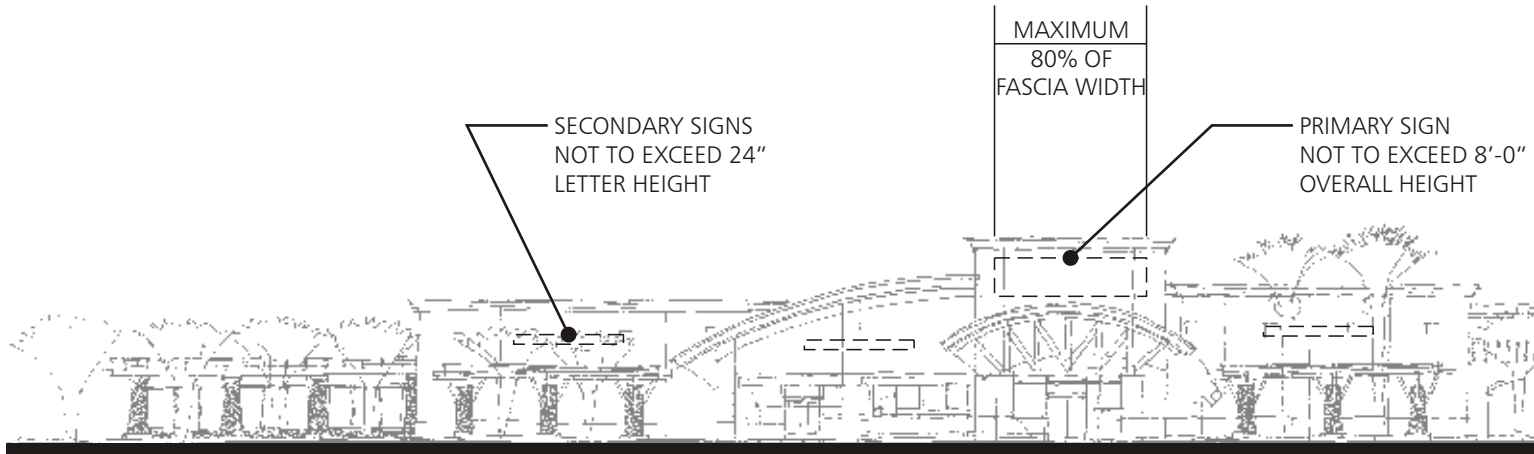 MAXIMUM
80% OF
FASCIA WIDTH
SECONDARY SIGNS
NOT TO EXCEED 24“
LETTER HEIGHT
PRIMARY SIGN
NOT TO EXCEED 8’-0“
OVERALL HEIGHT